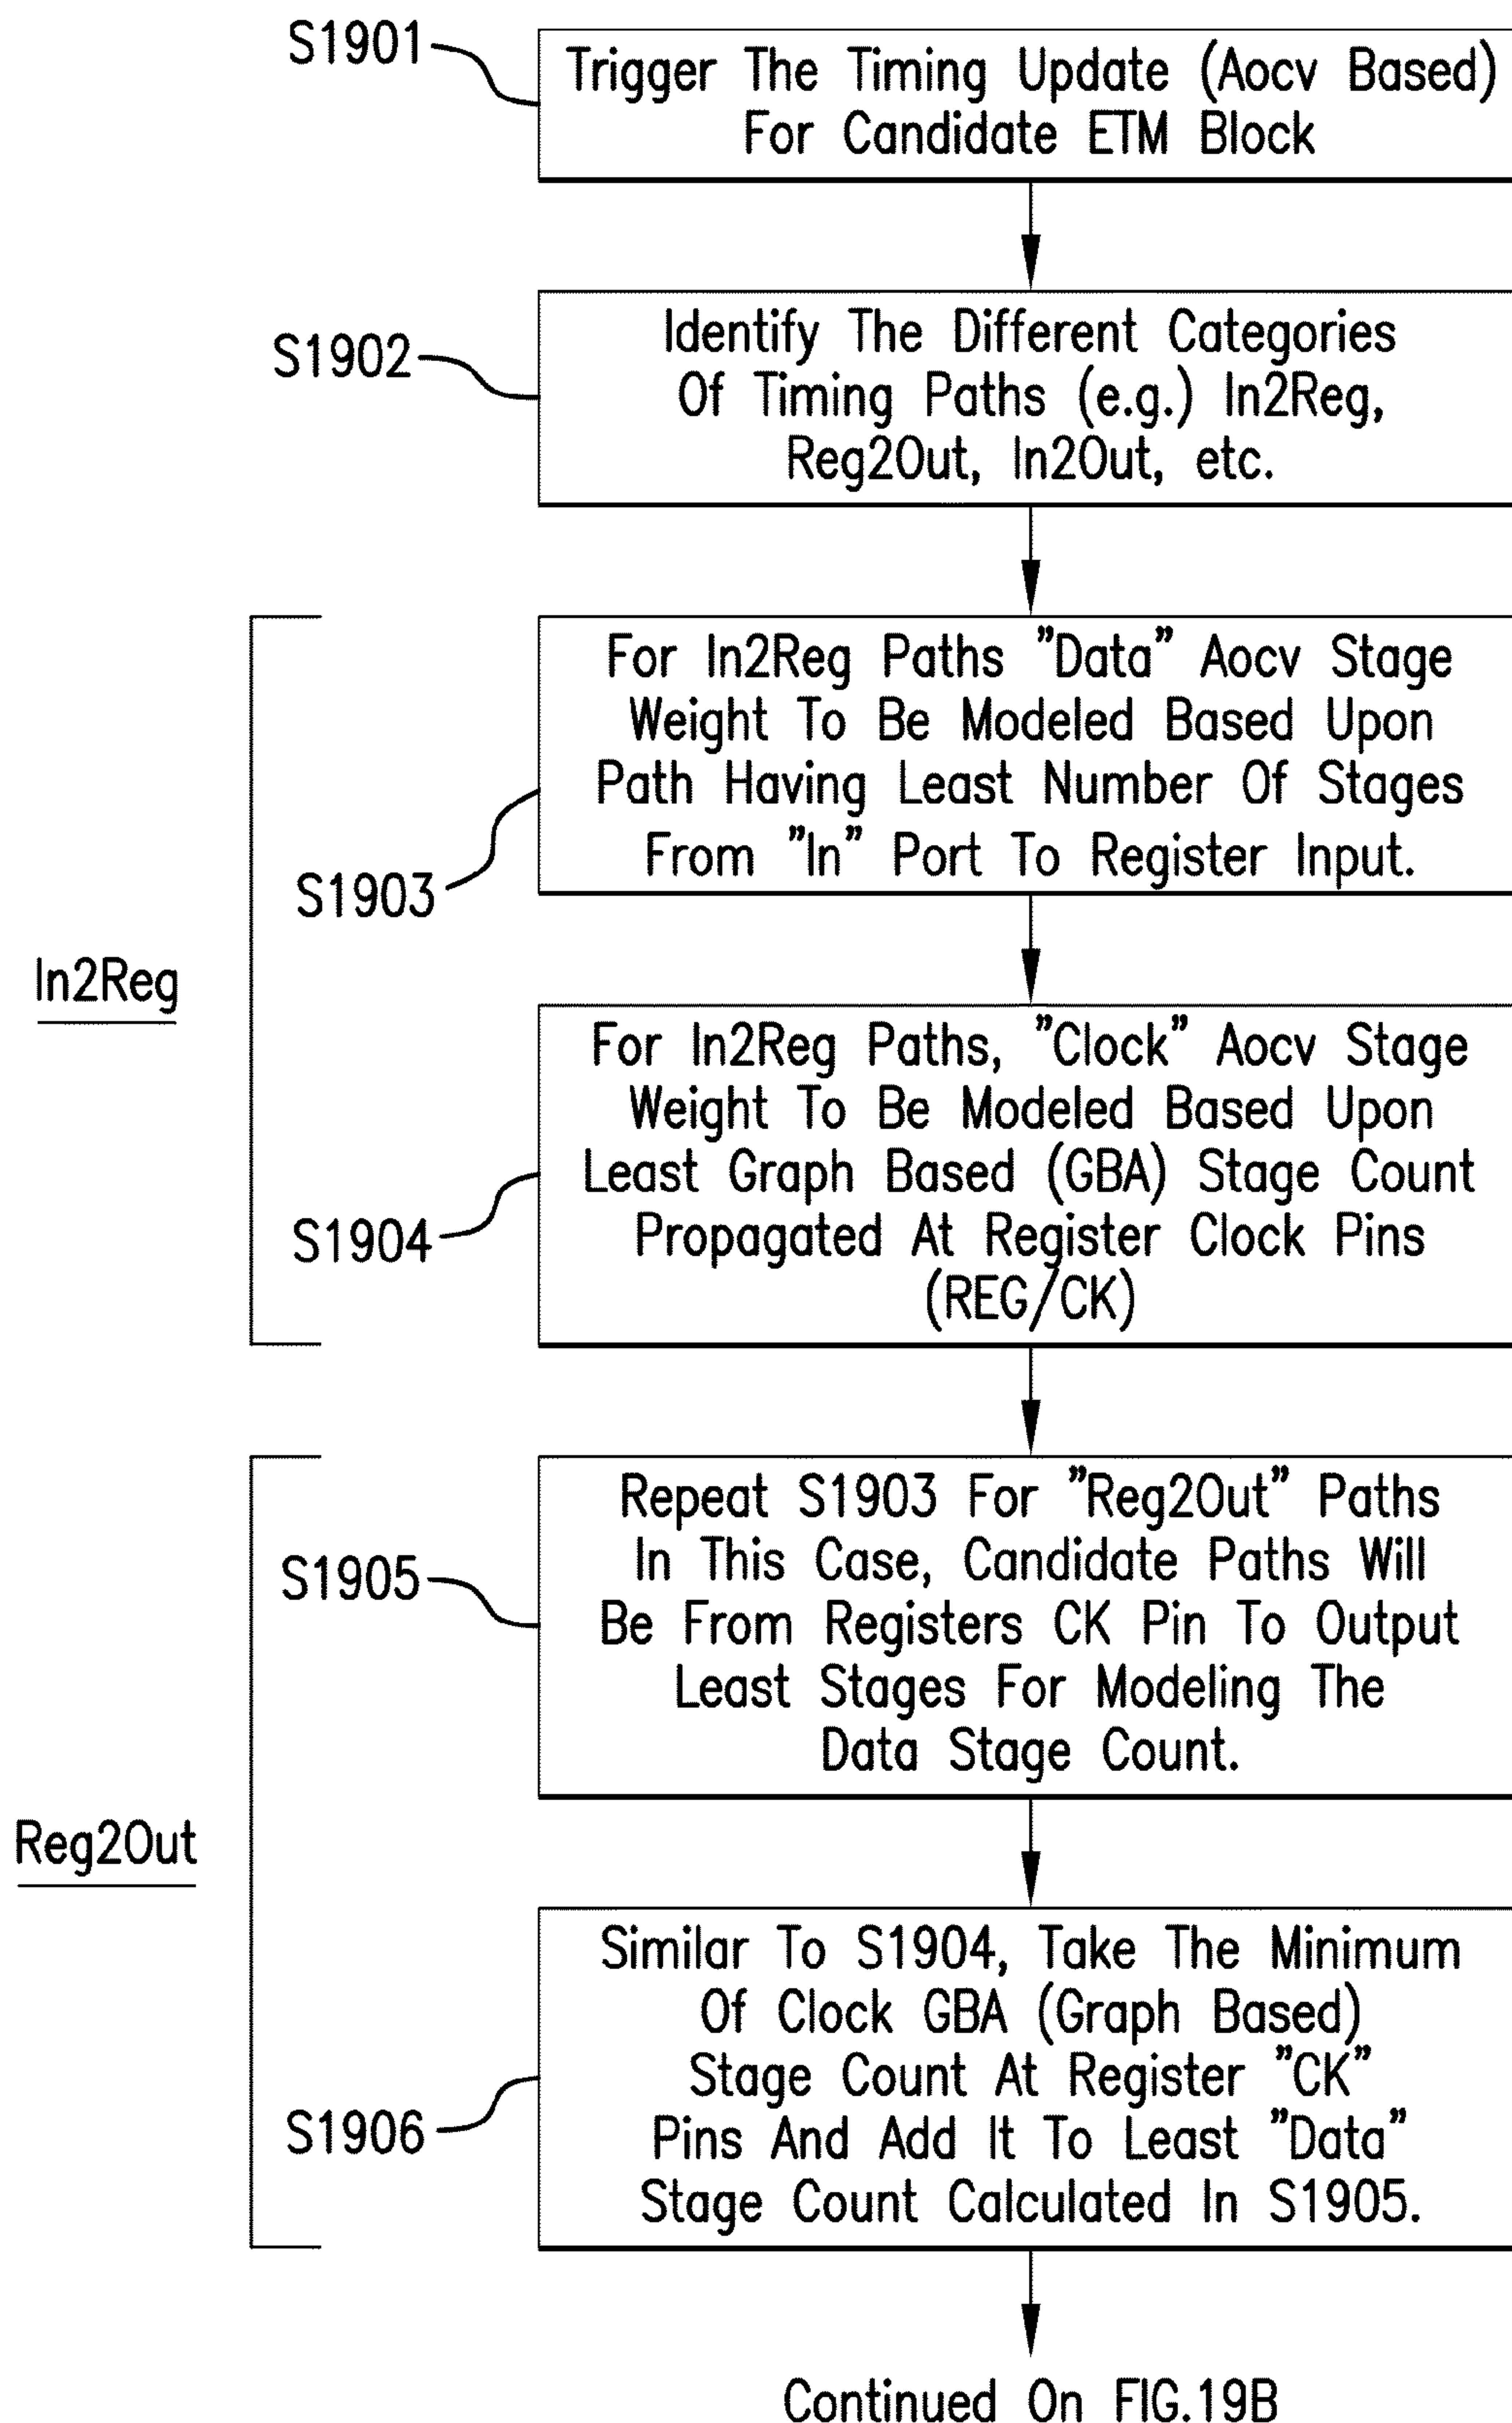 S1901
Trigger The Timing Update (Aocv Based)
For Candidate ETM Block
S1902
Identify The Different Categories
Of Timing Paths (e.g.) In2Reg,
Reg2Out, In2Out, etc.
In2Reg
S1903
For In2Reg Paths "Data" Aocv Stage
Weight To Be Modeled Based Upon
Path Having Least Number Of Stages
From "In" Port To Register Input.
S1904
For In2Reg Paths, "Clock" Aocv Stage
Weight To Be Modeled Based Upon
Least Graph Based (GBA) Stage Count
Propagated At Register Clock Pins
(REG/CK)
Reg2Out
S1905
Repeat S1903 For "Reg2Out" Paths
In This Case, Candidate Paths Will
Be From Registers CK Pin To Output
Least Stages For Modeling The
Data Stage Count.
S1906
Similar To S1904, Take The Minimum
Of Clock GBA (Graph Based)
Stage Count At Register "CK"
Pins And Add It To Least "Data"
Stage Count Calculated In S1905.
Continued On FIG.19B